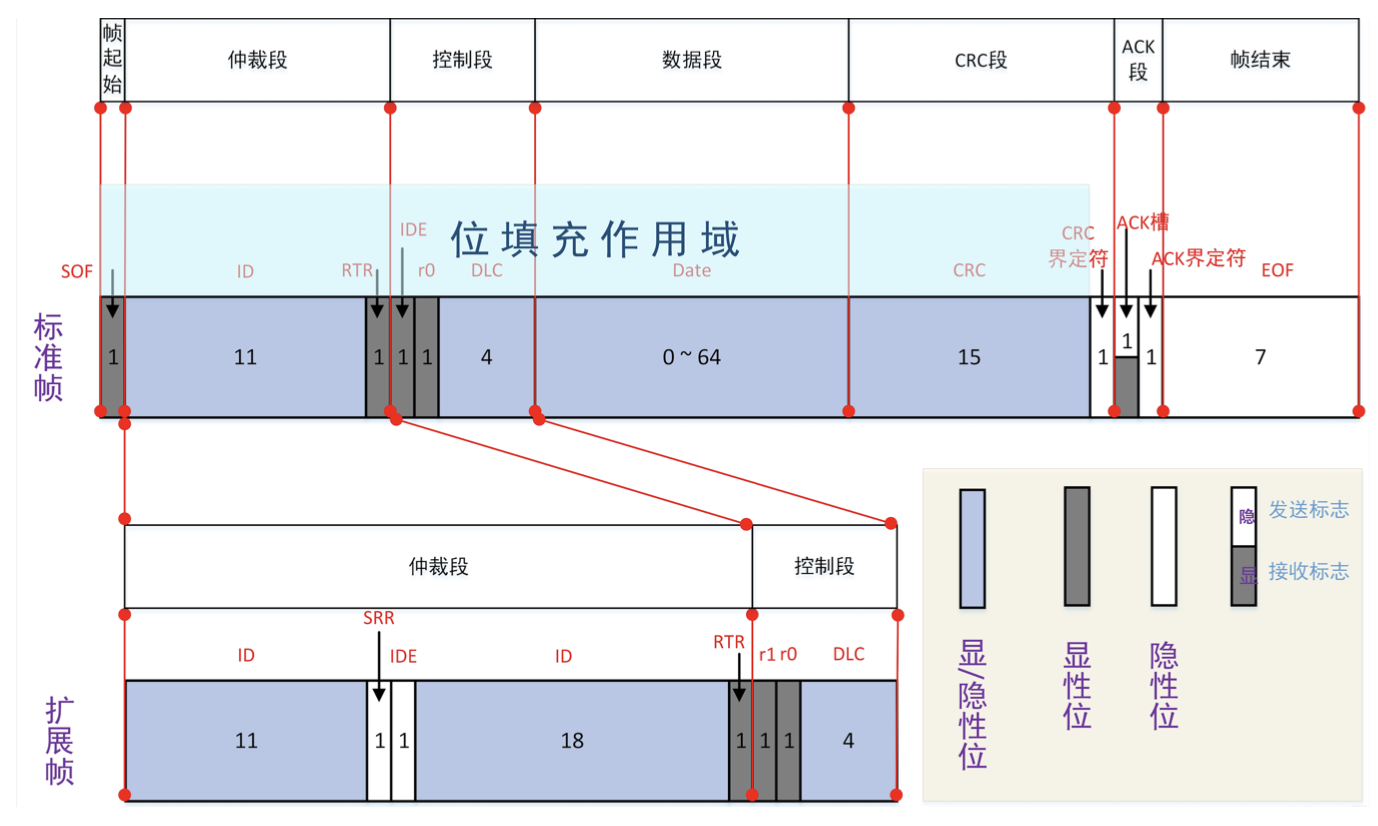 帧起始
仲裁段
控制段
数据段
CRC段
ACK段
帧结束
位填充作用域
SOF
ID
RTR
IDE
r0
DLC
Date
CRC
CRC界定符
ACK槽
ACK界定符
EOF
标准帧
1
11
1
1
1
4
0 ~ 64
15
1
1
1
7
仲裁段
控制段
ID
SRR
IDE
ID
RTR
r1
r0
DLC
扩展帧
11
1
1
18
1
1
1
4
隐
发送标志
显
接收标志
显/隐性位
显性位
隐性位